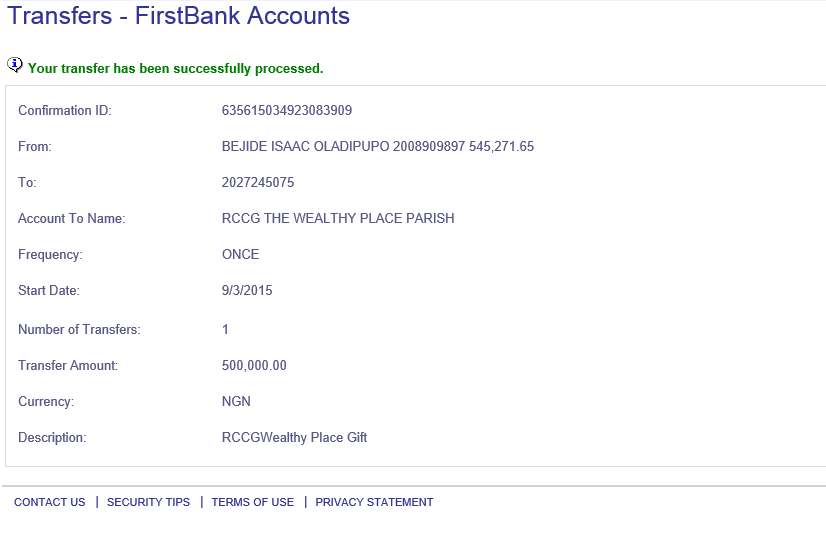 Transfers - FirstBank Accounts
Your transfer has been successfully processed.
Confirmation ID: 635615034923083909
From: BEJIDE ISAAC OLADIPUPO 2008909897 545,271.65
To: 2027245075
Account To Name: RCCG THE WEALTHY PLACE PARISH
Frequency: ONCE
Start Date: 9/3/2015
Number of Transfers: 1
Transfer Amount: 500,000.00
Currency: NGN
Description: RCCGWealthy Place Gift
CONTACT US | SECURITY TIPS | TERMS OF USE | PRIVACY STATEMENT